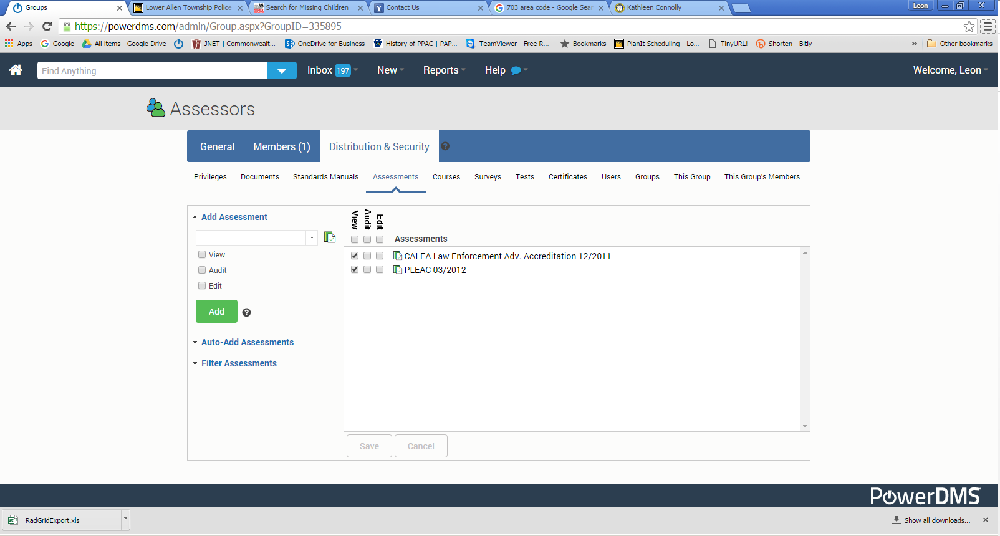 Groups
Lower Allen Township Police
Search for Missing Children
Contact Us
703 area code - Google Sear
Kathleen Connolly
Leon
https://powerdms.com/admin/Group.aspx?GroupID=335895
Apps
Google
All items - Google Drive
JNET | Commonwealt...
OneDrive for Business
History of PPAC | PAP...
TeamViewer - Free R...
Bookmarks
PlanIt Scheduling - Lo...
TinyURL!
Shorten - Bitly
»
Other bookmarks
Find Anything
Inbox 197
New
Reports
Help
Welcome, Leon
Assessors
General
Members (1)
Distribution & Security
?
Privileges
Documents
Standards Manuals
Assessments
Courses
Surveys
Tests
Certificates
Users
Groups
This Group
This Group's Members
Add Assessment
View
Audit
Edit
Add
?
Auto-Add Assessments
Filter Assessments
View
Audit
Edit
Assessments
CALEA Law Enforcement Adv. Accreditation 12/2011
PLEAC 03/2012
Save
Cancel
PowerDMS
RadGridExport.xls
Show all downloads...